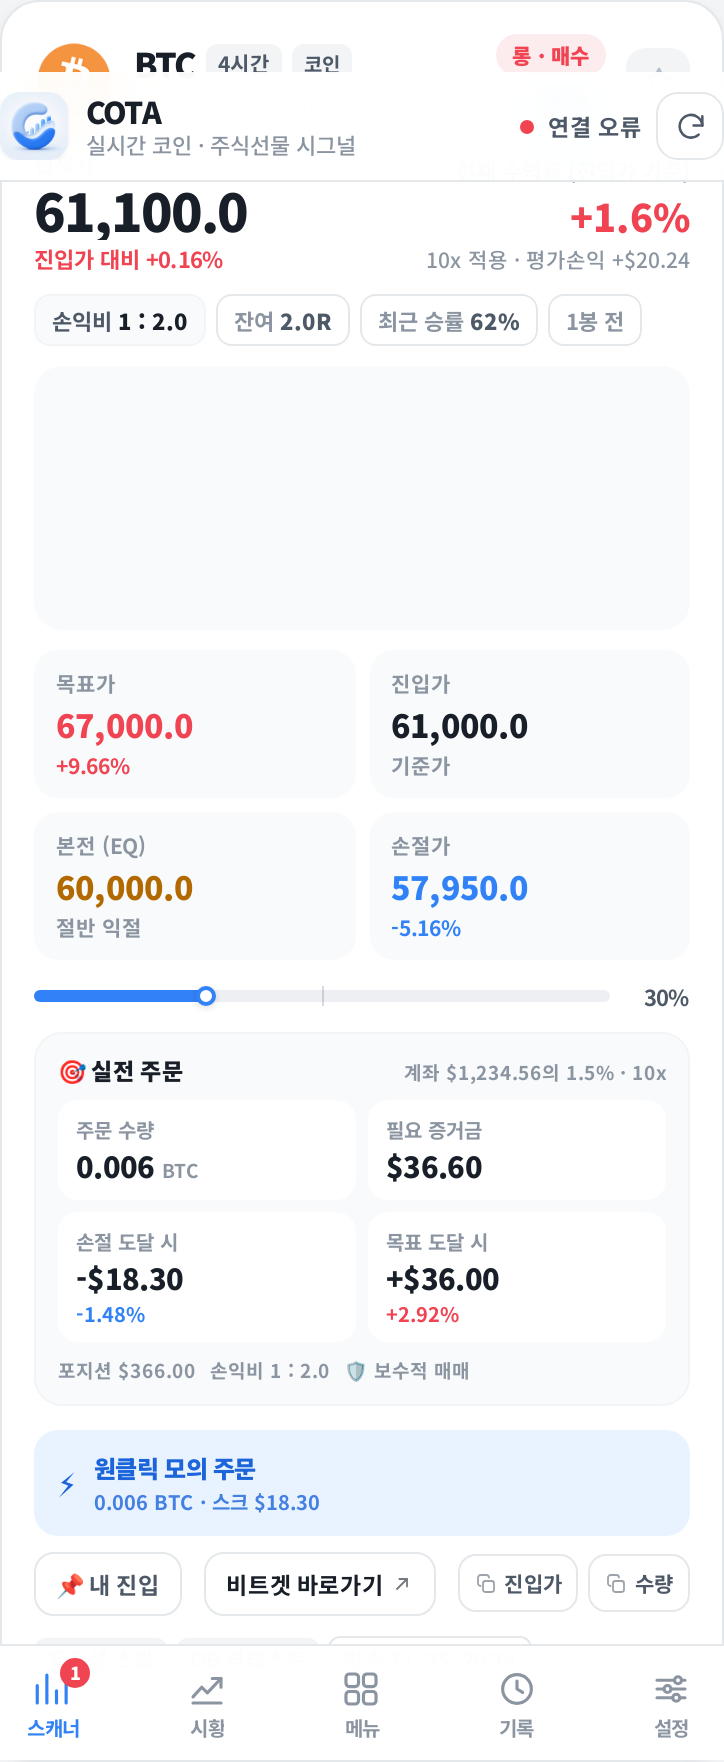 BTC 4시간 코인 롱 · 매수
COTA
실시간 코인 · 주식선물 시그널
연결 오류
61,100.0
+1.6%
진입가 대비 +0.16%
10x 적용 · 평가손익 +$20.24
손익비 1 : 2.0
잔여 2.0R
최근 승률 62%
1봉 전
목표가
67,000.0
+9.66%
진입가
61,000.0
기준가
본전 (EQ)
60,000.0
절반 익절
손절가
57,950.0
-5.16%
30%
🎯 실전 주문
계좌 $1,234.56의 1.5% · 10x
주문 수량
0.006 BTC
필요 증거금
$36.60
손절 도달 시
-$18.30
-1.48%
목표 도달 시
+$36.00
+2.92%
포지션 $366.00 손익비 1 : 2.0 🛡️ 보수적 매매
⚡ 원클릭 모의 주문
0.006 BTC · 스크 $18.30
📌 내 진입
비트겟 바로가기 ↗
진입가
수량
1
스캐너
시황
메뉴
기록
설정